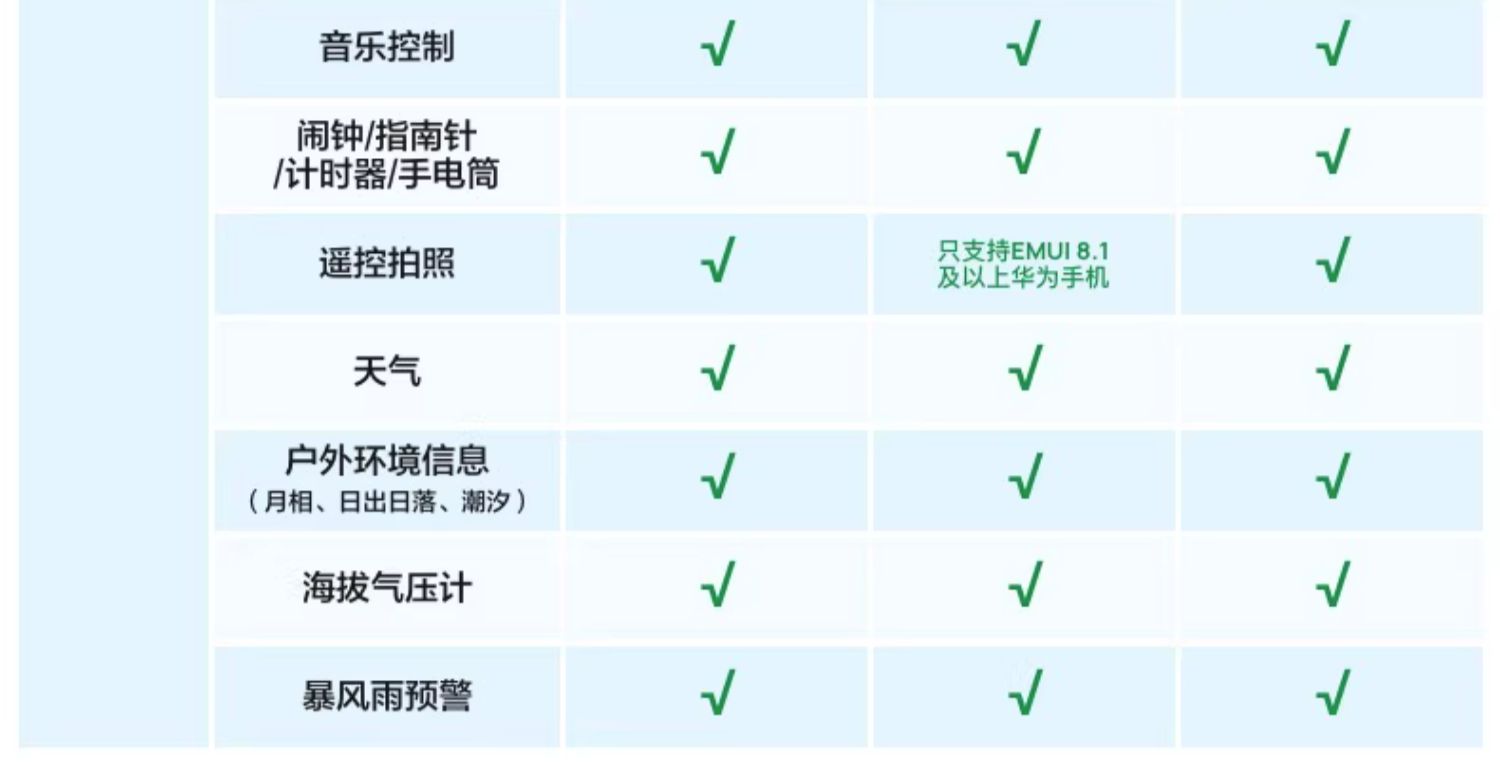 音乐控制 √ √ √
闹钟/指南针
/计时器/手电筒 √ √ √
遥控拍照 √ 只支持EMUI 8.1
及以上华为手机 √
天气 √ √ √
户外环境信息
（月相、日出日落、潮汐） √ √ √
海拔气压计 √ √ √
暴风雨预警 √ √ √